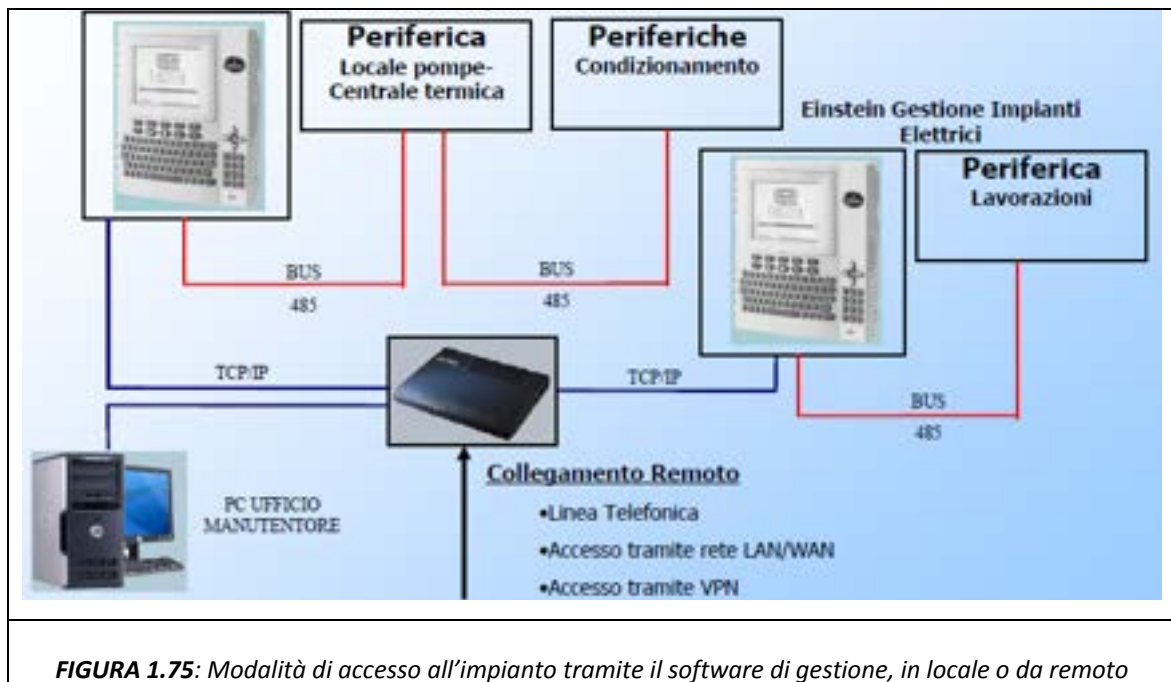 Periferica
Locale pompe-
Centrale termica
Periferiche
Condizionamento
Einstein Gestione Impianti
Elettrici
Periferica
Lavorazioni
BUS
485
BUS
485
TCP/IP
TCP/IP
BUS
485
PC UFFICIO
MANUTENTORE
Collegamento Remoto
•Linea Telefonica
•Accesso tramite rete LAN/WAN
•Accesso tramite VPN
FIGURA 1.75: Modalità di accesso all’impianto tramite il software di gestione, in locale o da remoto